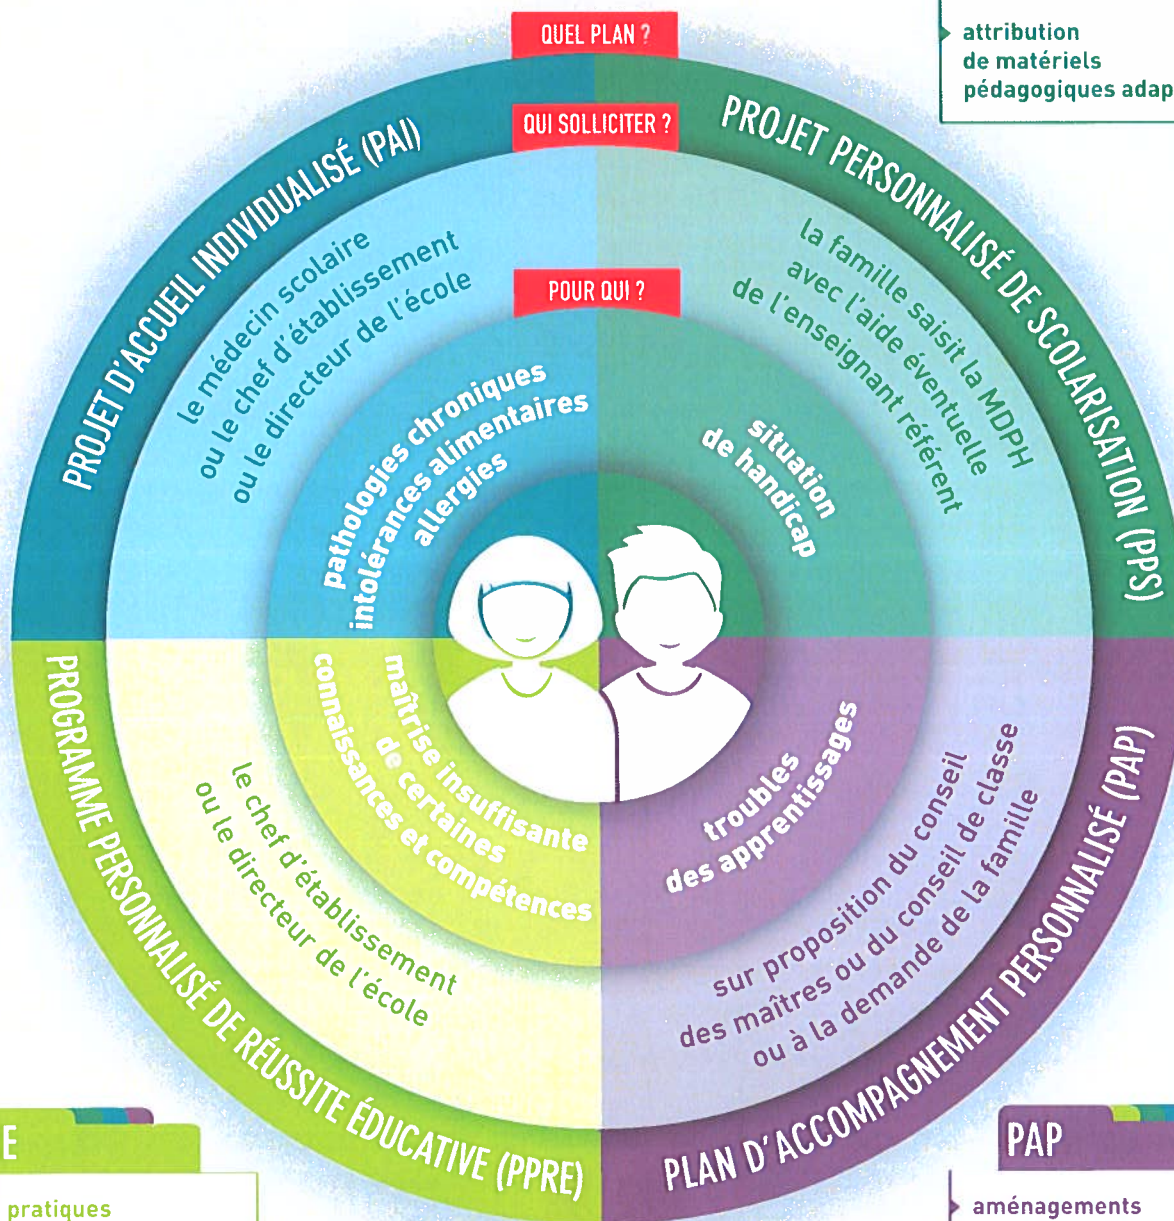 QUEL PLAN ?
attribution
de matériels
pédagogiques adap
QUI SOLLICITER ?
PROJET D'ACCUEIL INDIVIDUALISÉ (PAI)
le médecin scolaire
ou le chef d'établissement
ou le directeur de l'école
PROJET PERSONNALISÉ DE SCOLARISATION (PPS)
la famille saisit la MDPH
avec l'aide éventuelle
de l'enseignant référent
POUR QUI ?
pathologies chroniques
intolérances alimentaires
allergies
situation
de handicap
maîtrise insuffisante
de certaines
connaissances et compétences
troubles
des apprentissages
PROGRAMME PERSONNALISÉ DE RÉUSSITE ÉDUCATIVE (PPRE)
le chef d'établissement
ou le directeur de l'école
sur proposition du conseil
des maîtres ou du conseil de classe
ou à la demande de la famille
PLAN D'ACCOMPAGNEMENT PERSONNALISÉ (PAP)
E
pratiques
PAP
aménagements